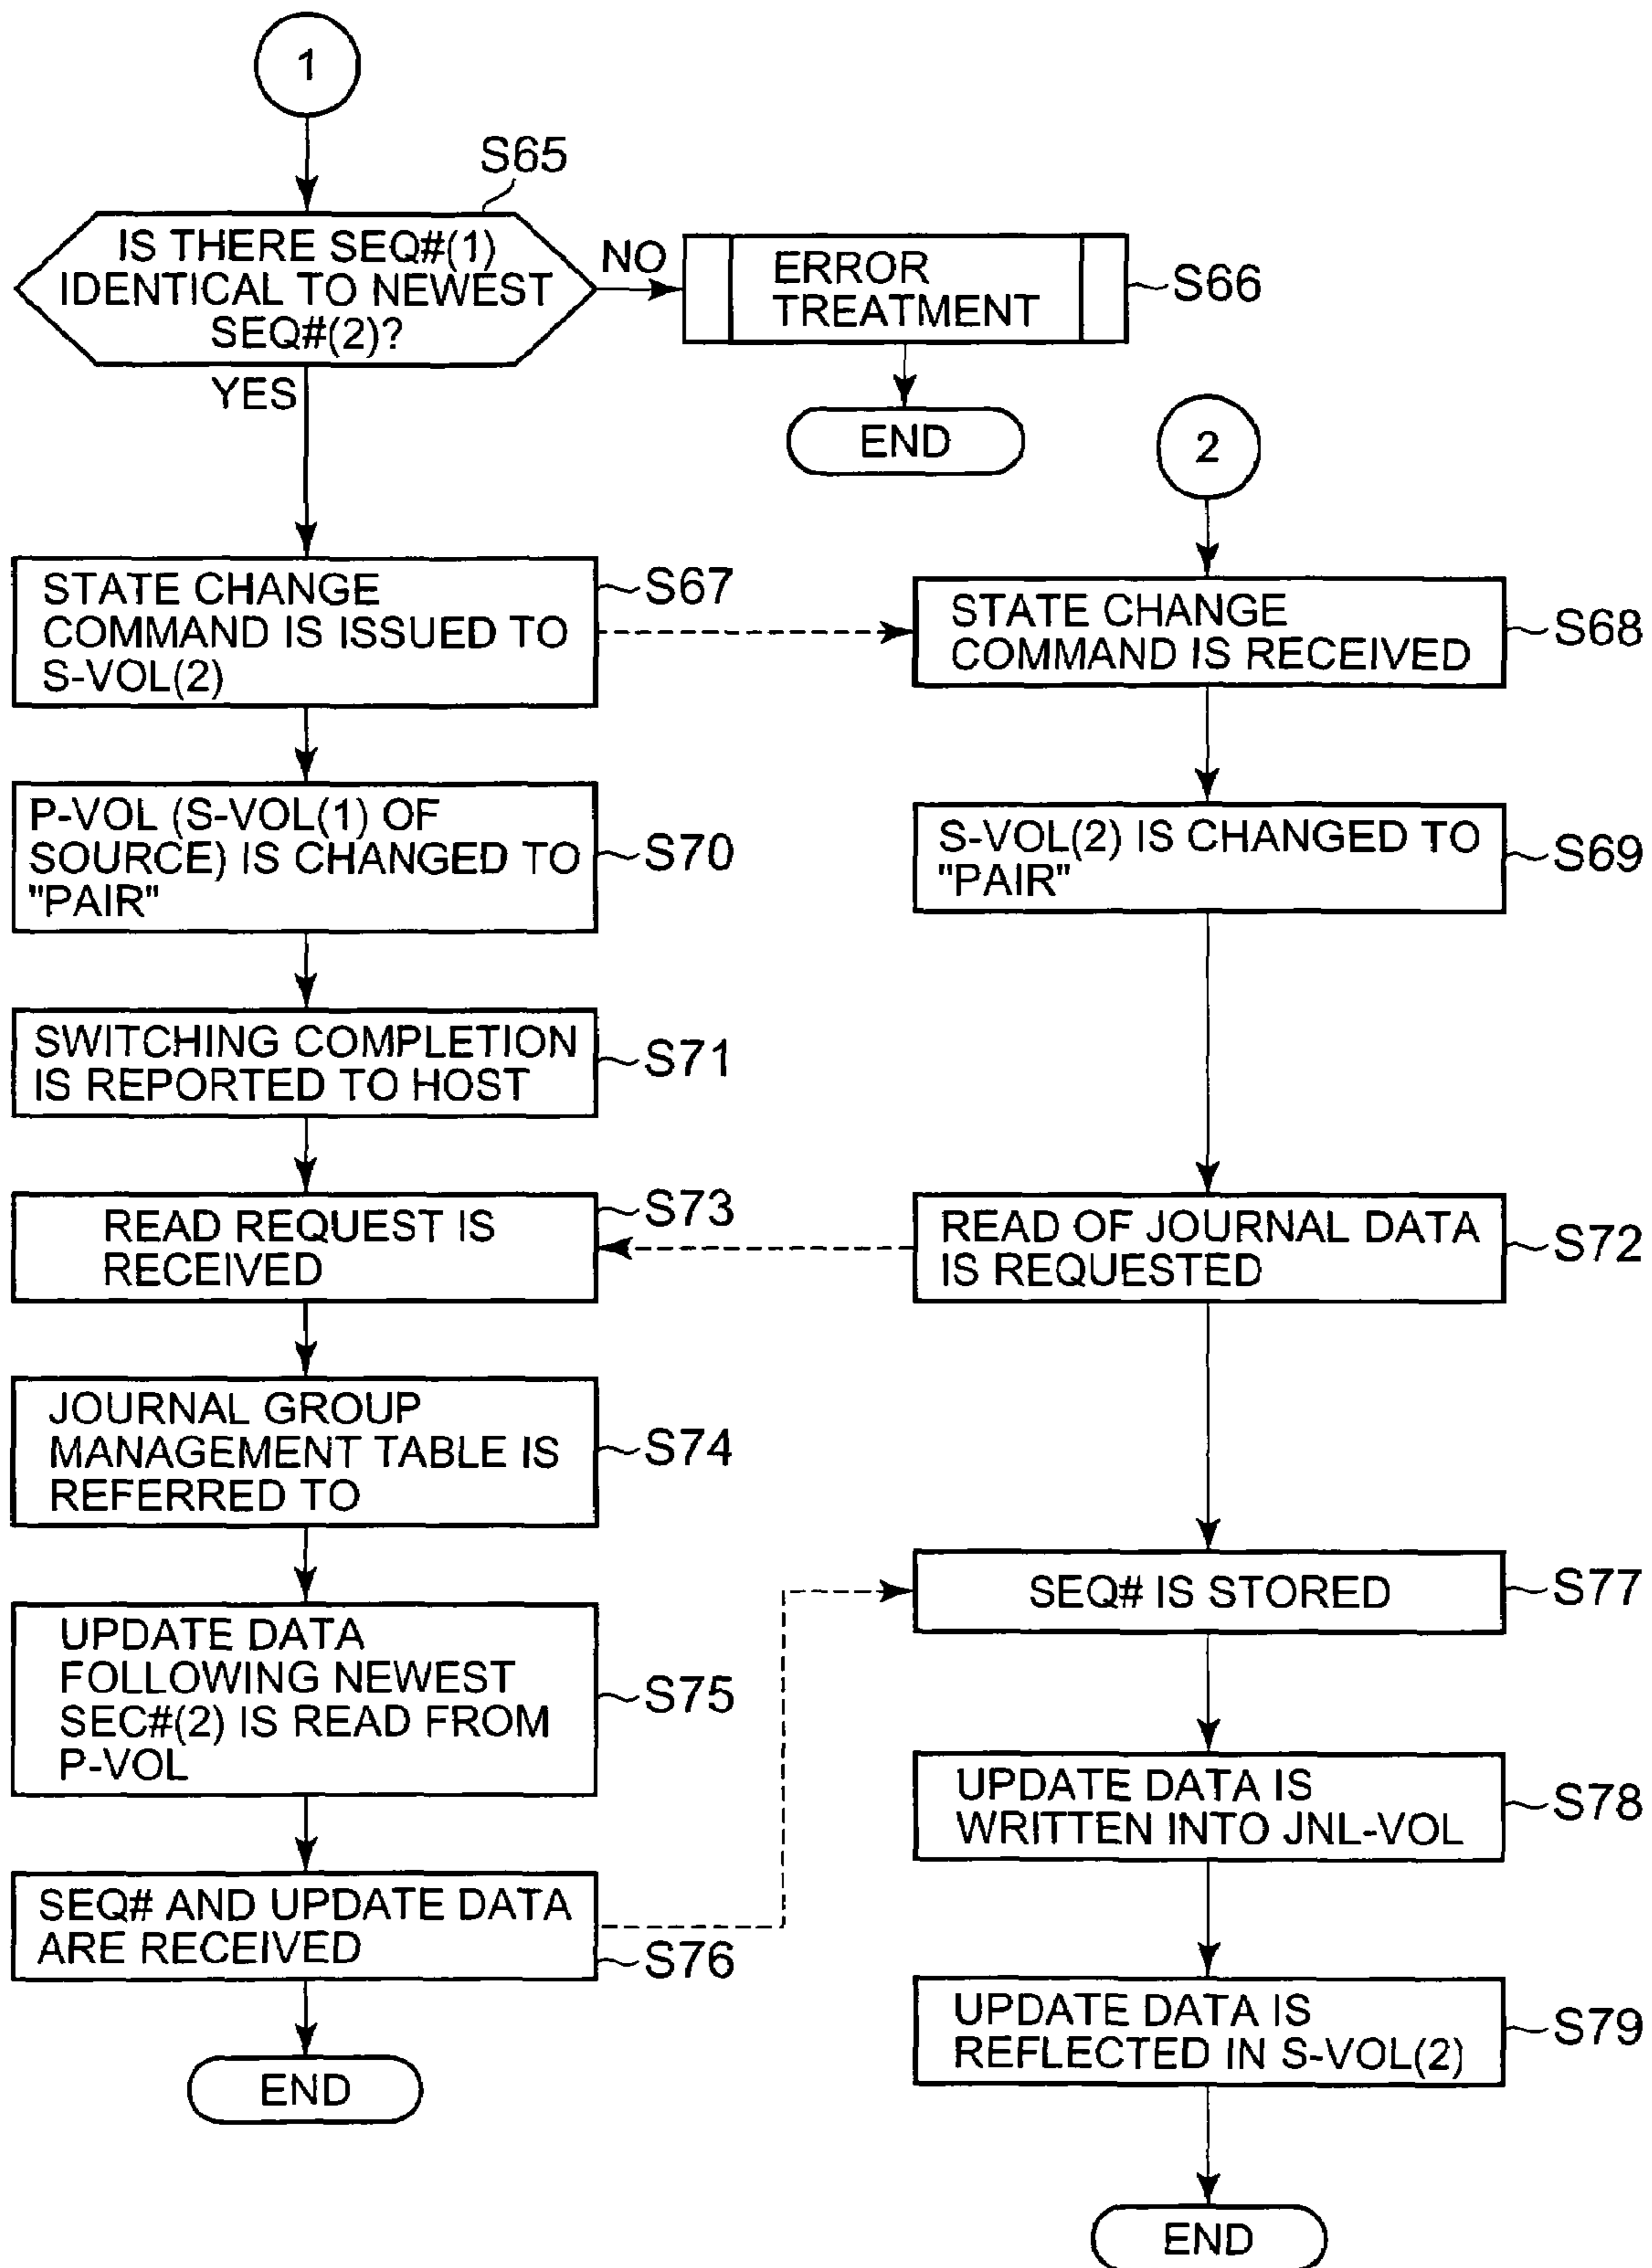 1
S65
IS THERE SEQ#(1)
IDENTICAL TO NEWEST
SEQ#(2)?
NO
ERROR
TREATMENT
S66
END
YES
2
STATE CHANGE
COMMAND IS ISSUED TO
S-VOL(2)
S67
STATE CHANGE
COMMAND IS RECEIVED
S68
P-VOL (S-VOL(1) OF
SOURCE) IS CHANGED TO
"PAIR"
S70
S-VOL(2) IS CHANGED TO
"PAIR"
S69
SWITCHING COMPLETION
IS REPORTED TO HOST
S71
READ REQUEST IS
RECEIVED
S73
READ OF JOURNAL DATA
IS REQUESTED
S72
JOURNAL GROUP
MANAGEMENT TABLE IS
REFERRED TO
S74
SEQ# IS STORED
S77
UPDATE DATA
FOLLOWING NEWEST
SEC#(2) IS READ FROM
P-VOL
S75
UPDATE DATA IS
WRITTEN INTO JNL-VOL
S78
SEQ# AND UPDATE DATA
ARE RECEIVED
S76
UPDATE DATA IS
REFLECTED IN S-VOL(2)
S79
END
END